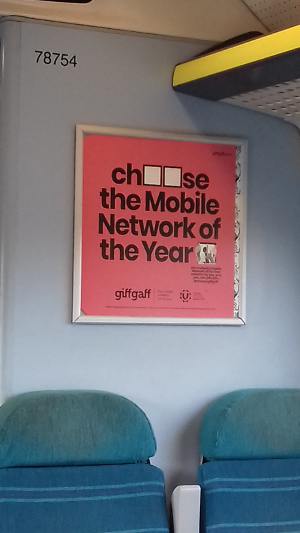 78754
ch□□se
the Mobile
Network of
the Year
giffgaff